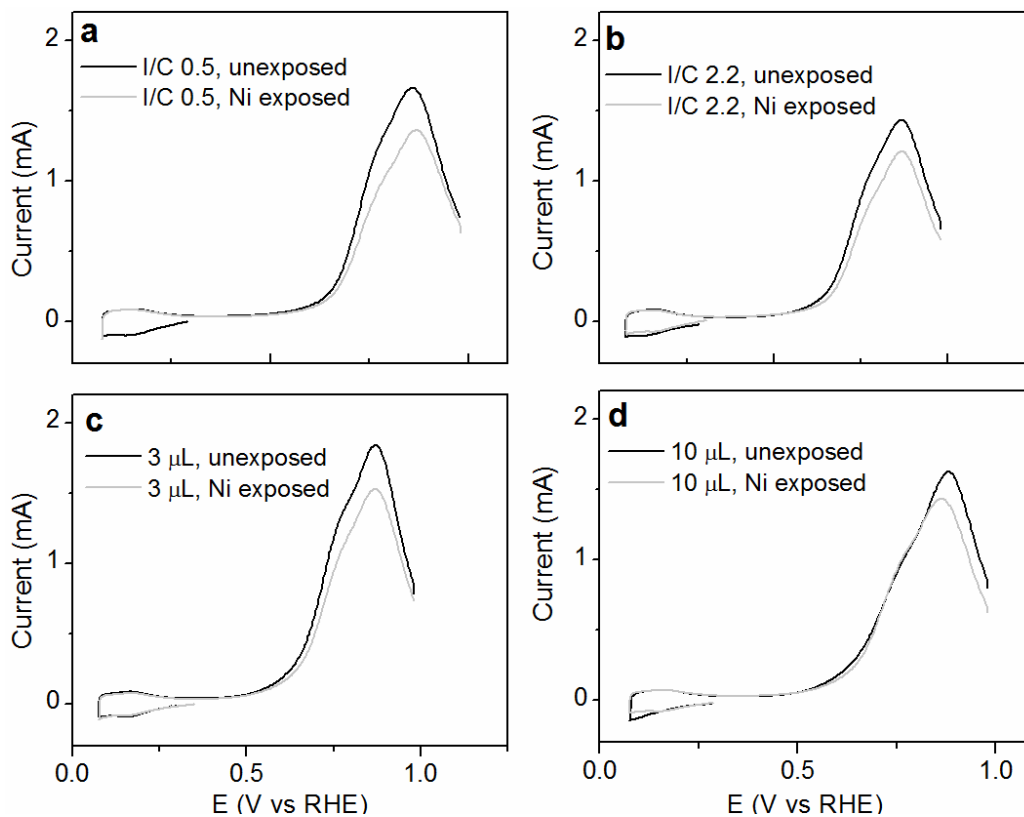 a
I/C 0.5, unexposed
I/C 0.5, Ni exposed
2
1
0
Current (mA)
b
I/C 2.2, unexposed
I/C 2.2, Ni exposed
2
1
0
Current (mA)
c
3 μL, unexposed
3 μL, Ni exposed
2
1
0
Current (mA)
0.0 0.5 1.0
E (V vs RHE)
d
10 μL, unexposed
10 μL, Ni exposed
2
1
0
Current (mA)
0.0 0.5 1.0
E (V vs RHE)